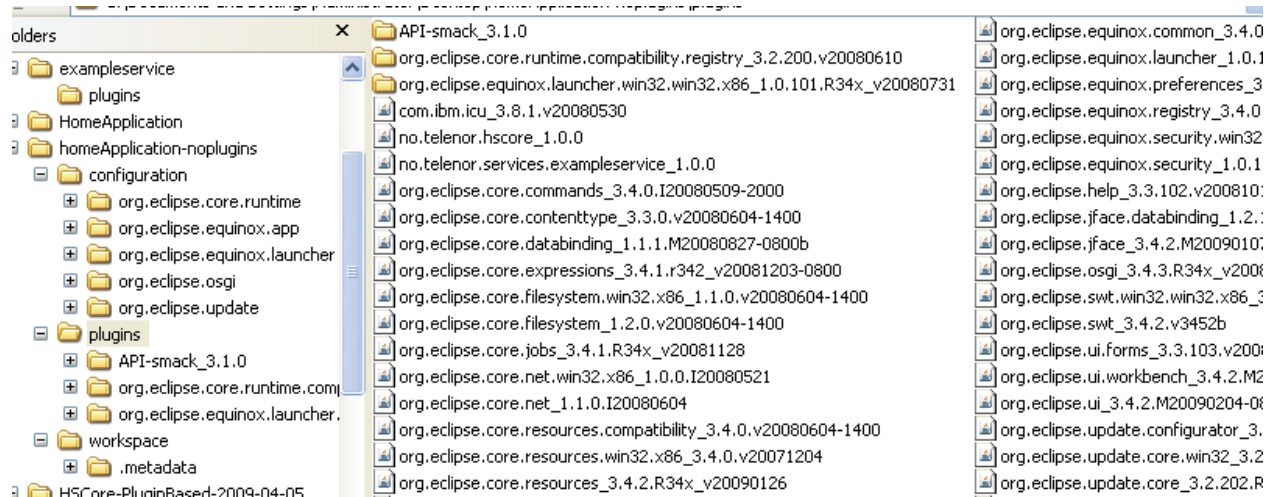 olders
exampleservice
plugins
HomeApplication
homeApplication-noplugins
configuration
org.eclipse.core.runtime
org.eclipse.equinox.app
org.eclipse.equinox.launcher
org.eclipse.osgi
org.eclipse.update
plugins
API-smack_3.1.0
org.eclipse.core.runtime.com
org.eclipse.equinox.launcher.
workspace
.metadata
HSCore-PluginBased-2009-04-05
API-smack_3.1.0
org.eclipse.core.runtime.compatibility.registry_3.2.200.v20080610
org.eclipse.equinox.launcher.win32.win32.x86_1.0.101.R34x_v20080731
com.ibm.icu_3.8.1.v20080530
no.telenor.hscore_1.0.0
no.telenor.services.exampleservice_1.0.0
org.eclipse.core.commands_3.4.0.I20080509-2000
org.eclipse.core.contenttype_3.3.0.v20080604-1400
org.eclipse.core.databinding_1.1.1.M20080827-0800b
org.eclipse.core.expressions_3.4.1.r342_v20081203-0800
org.eclipse.core.filesystem.win32.x86_1.1.0.v20080604-1400
org.eclipse.core.filesystem_1.2.0.v20080604-1400
org.eclipse.core.jobs_3.4.1.R34x_v20081128
org.eclipse.core.net.win32.x86_1.0.0.I20080521
org.eclipse.core.net_1.1.0.I20080604
org.eclipse.core.resources.compatibility_3.4.0.v20080604-1400
org.eclipse.core.resources.win32.x86_3.4.0.v20071204
org.eclipse.core.resources_3.4.2.R34x_v20090126
org.eclipse.equinox.common_3.4.0
org.eclipse.equinox.launcher_1.0.1
org.eclipse.equinox.preferences_3
org.eclipse.equinox.registry_3.4.0
org.eclipse.equinox.security.win32
org.eclipse.equinox.security_1.0.1
org.eclipse.help_3.3.102.v2008101
org.eclipse.jface.databinding_1.2.1
org.eclipse.jface_3.4.2.M20090107
org.eclipse.osgi_3.4.3.R34x_v2008
org.eclipse.swt.win32.win32.x86_3
org.eclipse.swt_3.4.2.v3452b
org.eclipse.ui.forms_3.3.103.v2008
org.eclipse.ui.workbench_3.4.2.M2
org.eclipse.ui_3.4.2.M20090204-08
org.eclipse.update.configurator_3.
org.eclipse.update.core.win32_3.2
org.eclipse.update.core_3.2.202.R